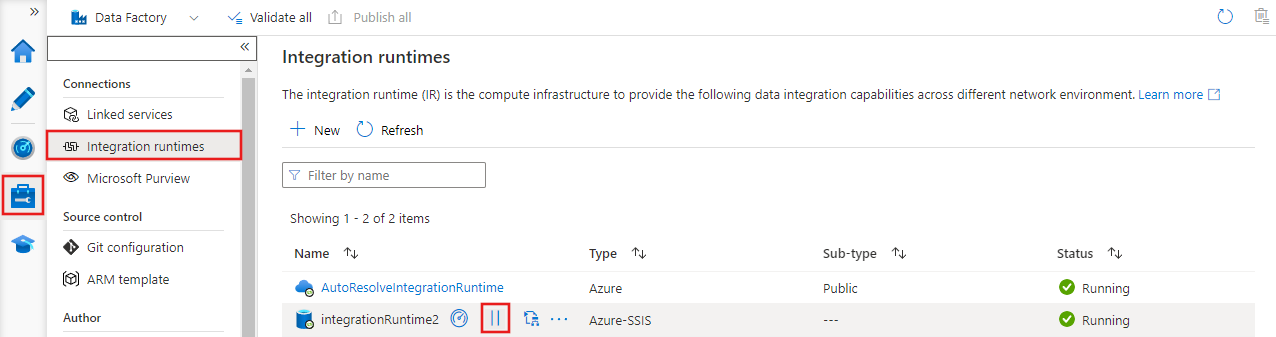 Data Factory
Validate all
Publish all
Connections
Linked services
Integration runtimes
Microsoft Purview
Source control
Git configuration
ARM template
Author
Integration runtimes
The integration runtime (IR) is the compute infrastructure to provide the following data integration capabilities across different network environment. Learn more
New
Refresh
Filter by name
Showing 1 - 2 of 2 items
Name Type Sub-type Status
AutoResolveIntegrationRuntime Azure Public Running
integrationRuntime2 ··· Azure-SSIS --- Running